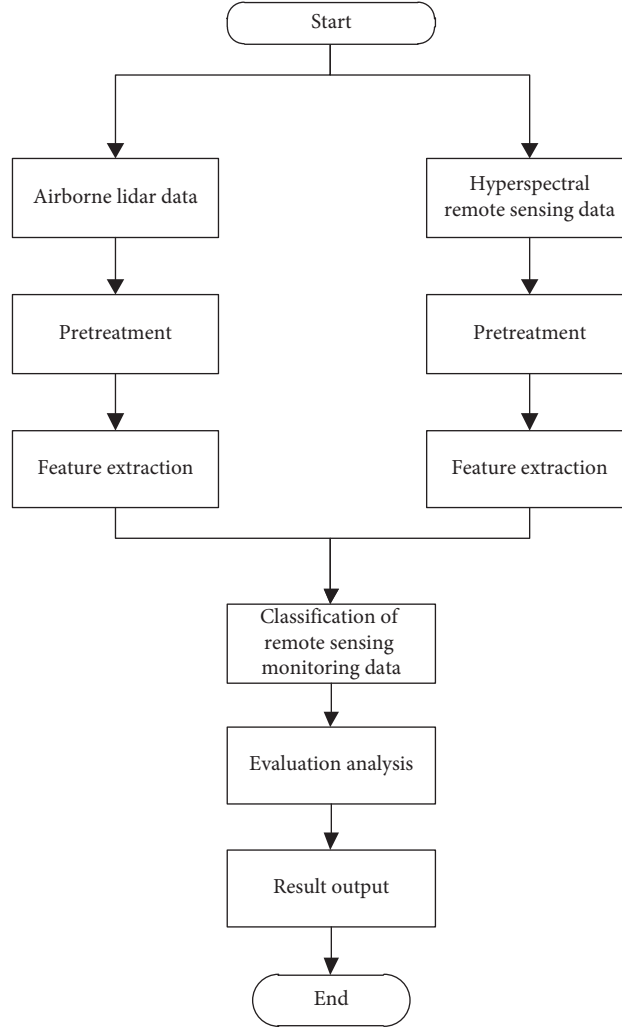 Start
Airborne lidar data
Hyperspectral
remote sensing data
Pretreatment
Pretreatment
Feature extraction
Feature extraction
Classification of
remote sensing
monitoring data
Evaluation analysis
Result output
End